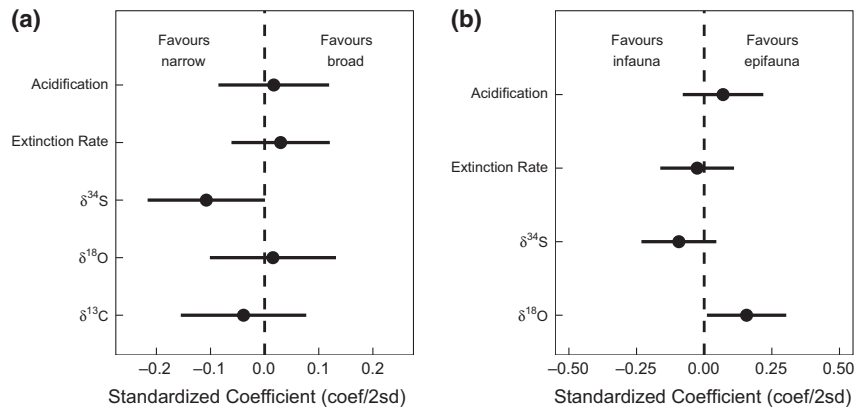 (a)
Favours
narrow
Favours
broad
Acidification
Extinction Rate
δ³⁴S
δ¹⁸O
δ¹³C
–0.2 –0.1 0.0 0.1 0.2
Standardized Coefficient (coef/2sd)
(b)
Favours
infauna
Favours
epifauna
Acidification
Extinction Rate
δ³⁴S
δ¹⁸O
–0.50 –0.25 0.00 0.25 0.50
Standardized Coefficient (coef/2sd)